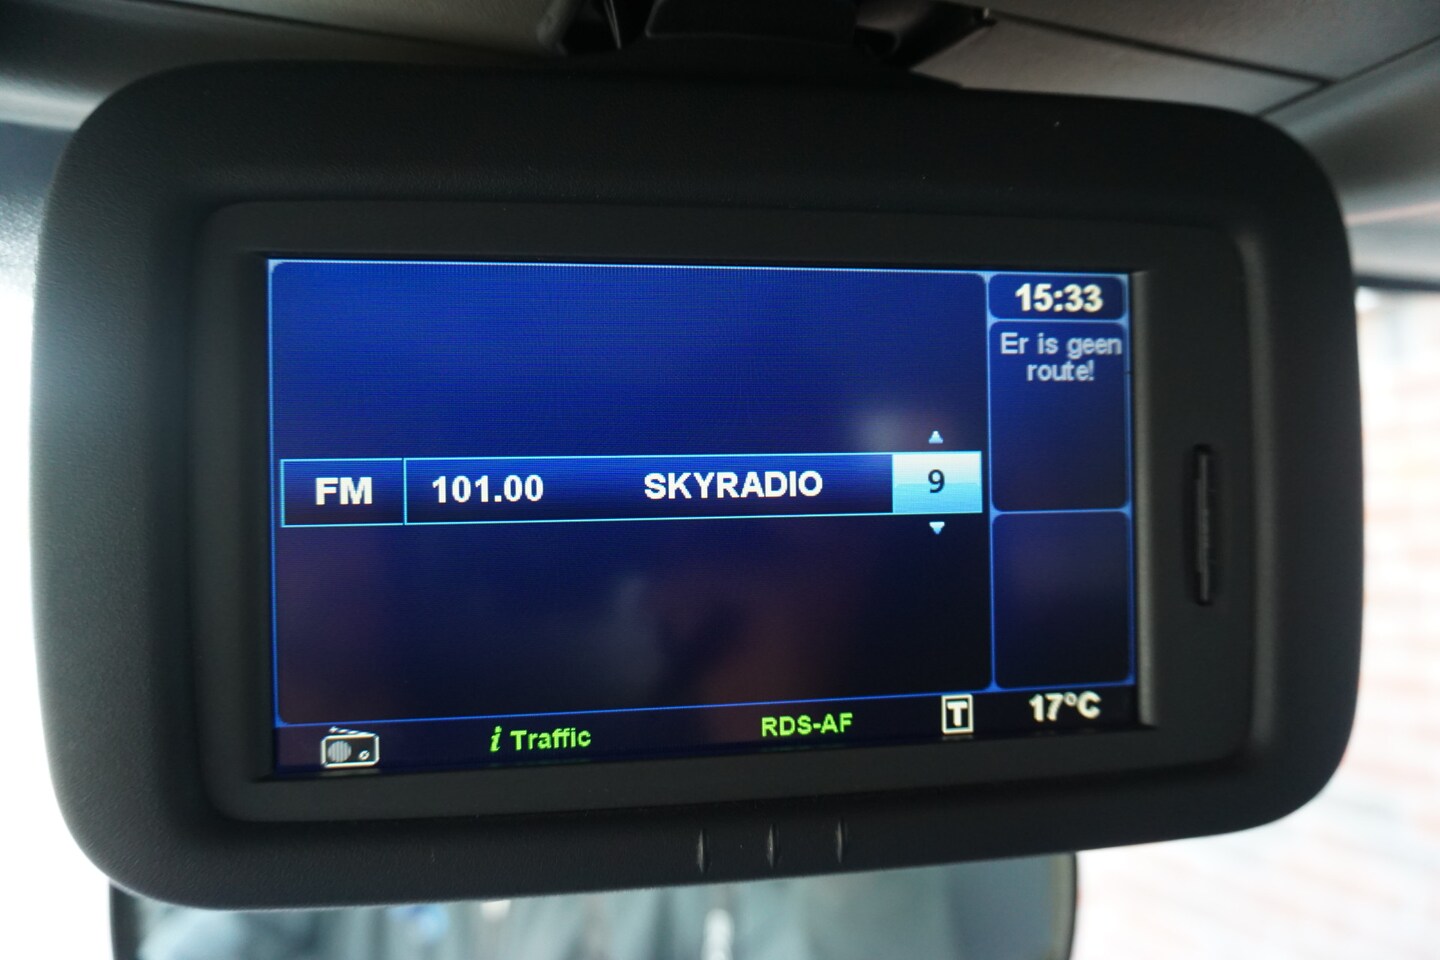 15:33
Er is geen
route!
FM 101.00 SKYRADIO 9
i Traffic RDS-AF T 17°C